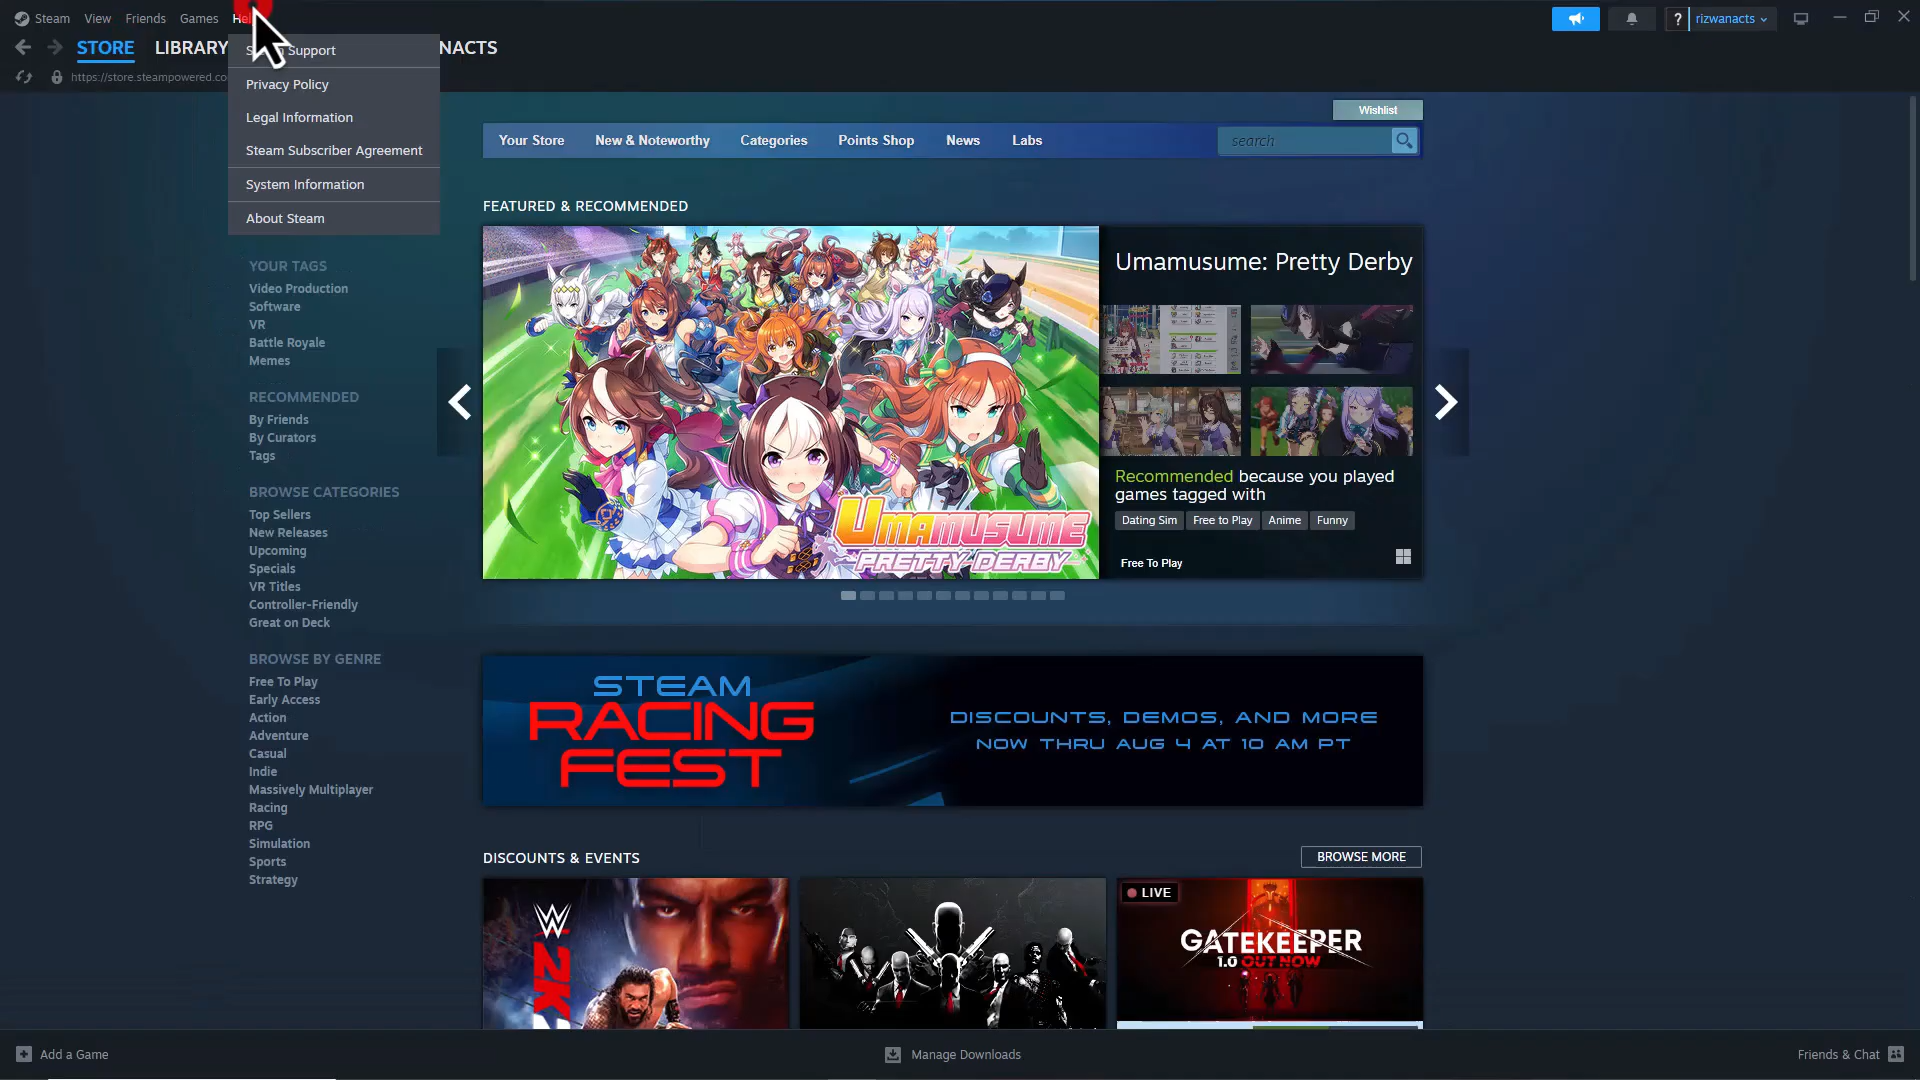 Steam View Friends Games
rizwanacts
STORE LIBRARY NACTS
Support
https://store.steampowered.co
Privacy Policy
Legal Information
Steam Subscriber Agreement
System Information
About Steam
Wishlist
Your Store New & Noteworthy Categories Points Shop News Labs
search
FEATURED & RECOMMENDED
YOUR TAGS
Video Production
Software
VR
Battle Royale
Memes
RECOMMENDED
By Friends
By Curators
Tags
BROWSE CATEGORIES
Top Sellers
New Releases
Upcoming
Specials
VR Titles
Controller-Friendly
Great on Deck
BROWSE BY GENRE
Free To Play
Early Access
Action
Adventure
Casual
Indie
Massively Multiplayer
Racing
RPG
Simulation
Sports
Strategy
UMAMUSUME
PRETTY DERBY
Umamusume: Pretty Derby
Recommended because you played
games tagged with
Dating Sim Free to Play Anime Funny
Free To Play
STEAM
RACING
FEST
DISCOUNTS, DEMOS, AND MORE
NOW THRU AUG 4 AT 10 AM PT
DISCOUNTS & EVENTS
BROWSE MORE
W
2K
LIVE
GATEKEEPER
1.0 OUT NOW
Add a Game
Manage Downloads
Friends & Chat